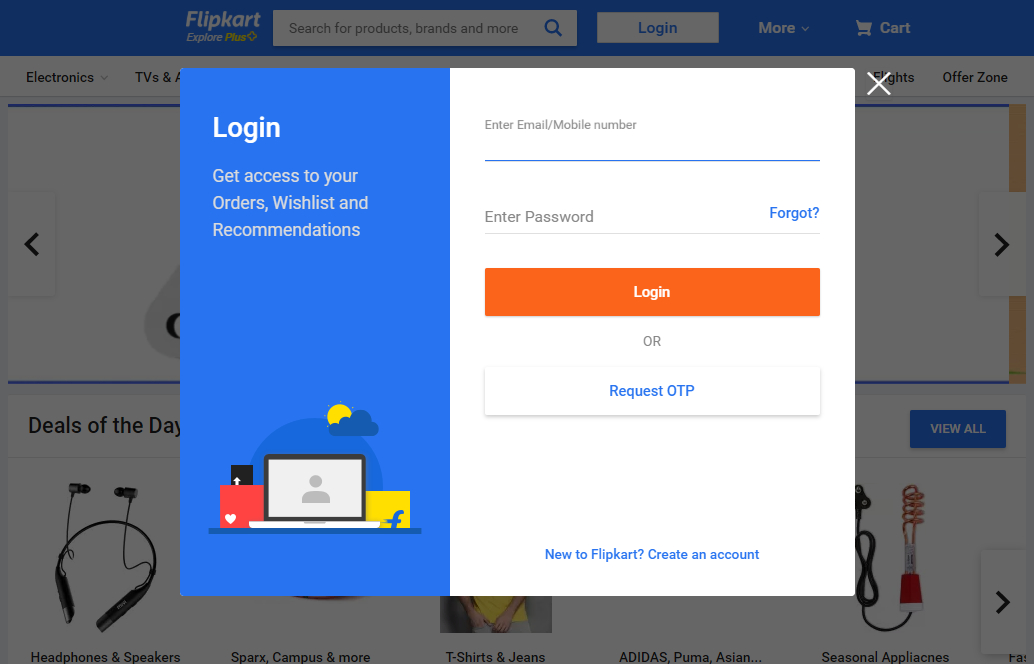 Flipkart
Explore Plus
Search for products, brands and more
Login
More
Cart
Electronics
TVs &
Flights
Offer Zone
Login
Get access to your
Orders, Wishlist and
Recommendations
Enter Email/Mobile number
Enter Password
Forgot?
Login
OR
Request OTP
New to Flipkart? Create an account
Deals of the Day
VIEW ALL
Headphones & Speakers
Sparx, Campus & more
T-Shirts & Jeans
ADIDAS, Puma, Asian...
Seasonal Appliacnes